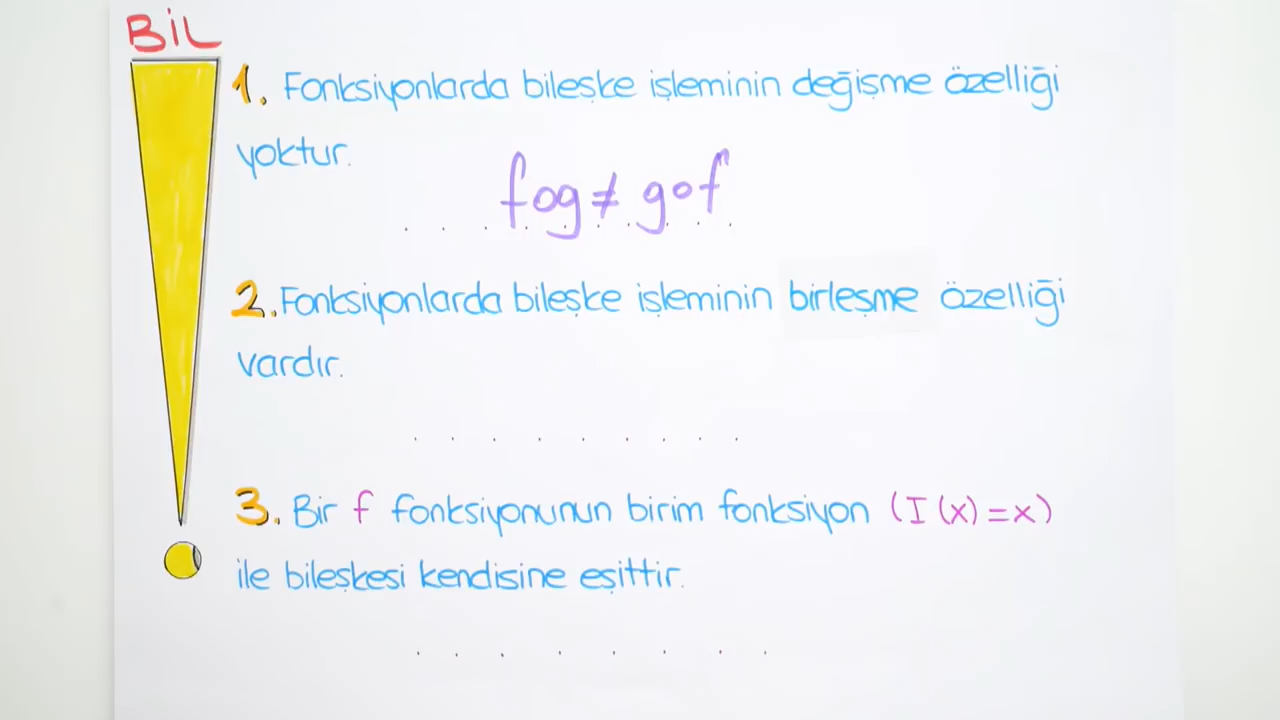 BİL
1. Fonksiyonlarda bileşke işleminin değişme özelliği
yoktur.
fog ≠ gof
2. Fonksiyonlarda bileşke işleminin birleşme özelliği
vardır.
3. Bir f fonksiyonunun birim fonksiyon (I(x)=x)
ile bileşkesi kendisine eşittir.